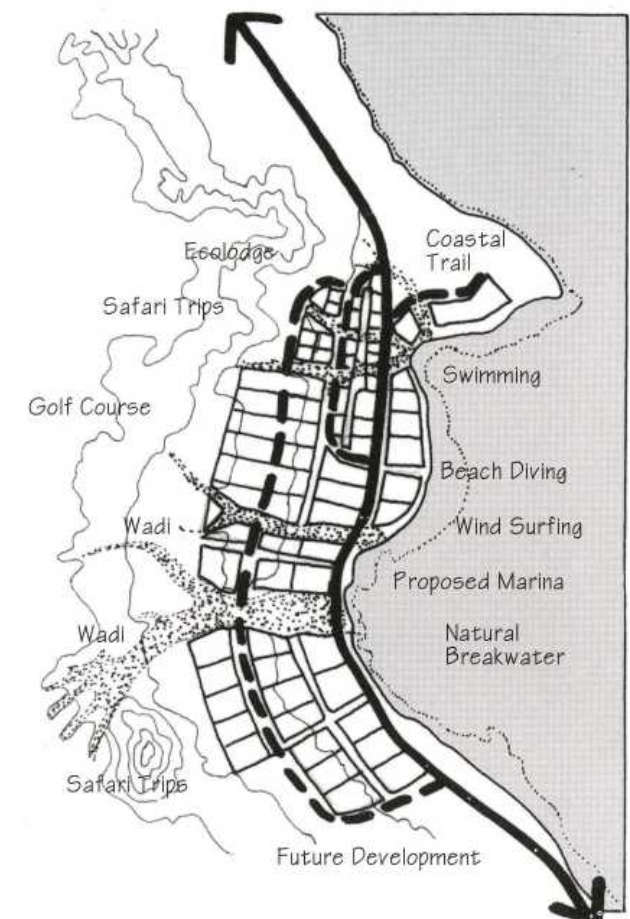 Coastal
Trail
Ecolodge
Safari Trips
Swimming
Golf Course
Beach Diving
Wadi
Wind Surfing
Proposed Marina
Wadi
Natural
Breakwater
Safari Trips
Future Development